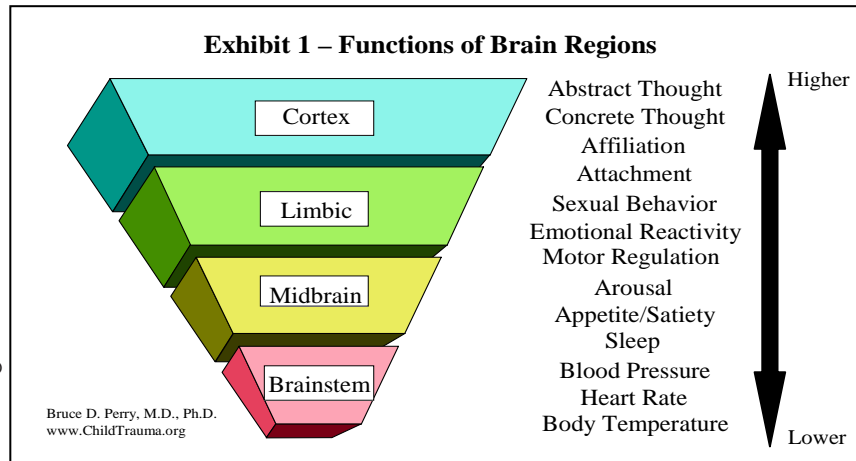 Exhibit 1 – Functions of Brain Regions
Cortex
Limbic
Midbrain
Brainstem
Abstract Thought
Concrete Thought
Affiliation
Attachment
Sexual Behavior
Emotional Reactivity
Motor Regulation
Arousal
Appetite/Satiety
Sleep
Blood Pressure
Heart Rate
Body Temperature
Higher
Lower
Bruce D. Perry, M.D., Ph.D.
www.ChildTrauma.org